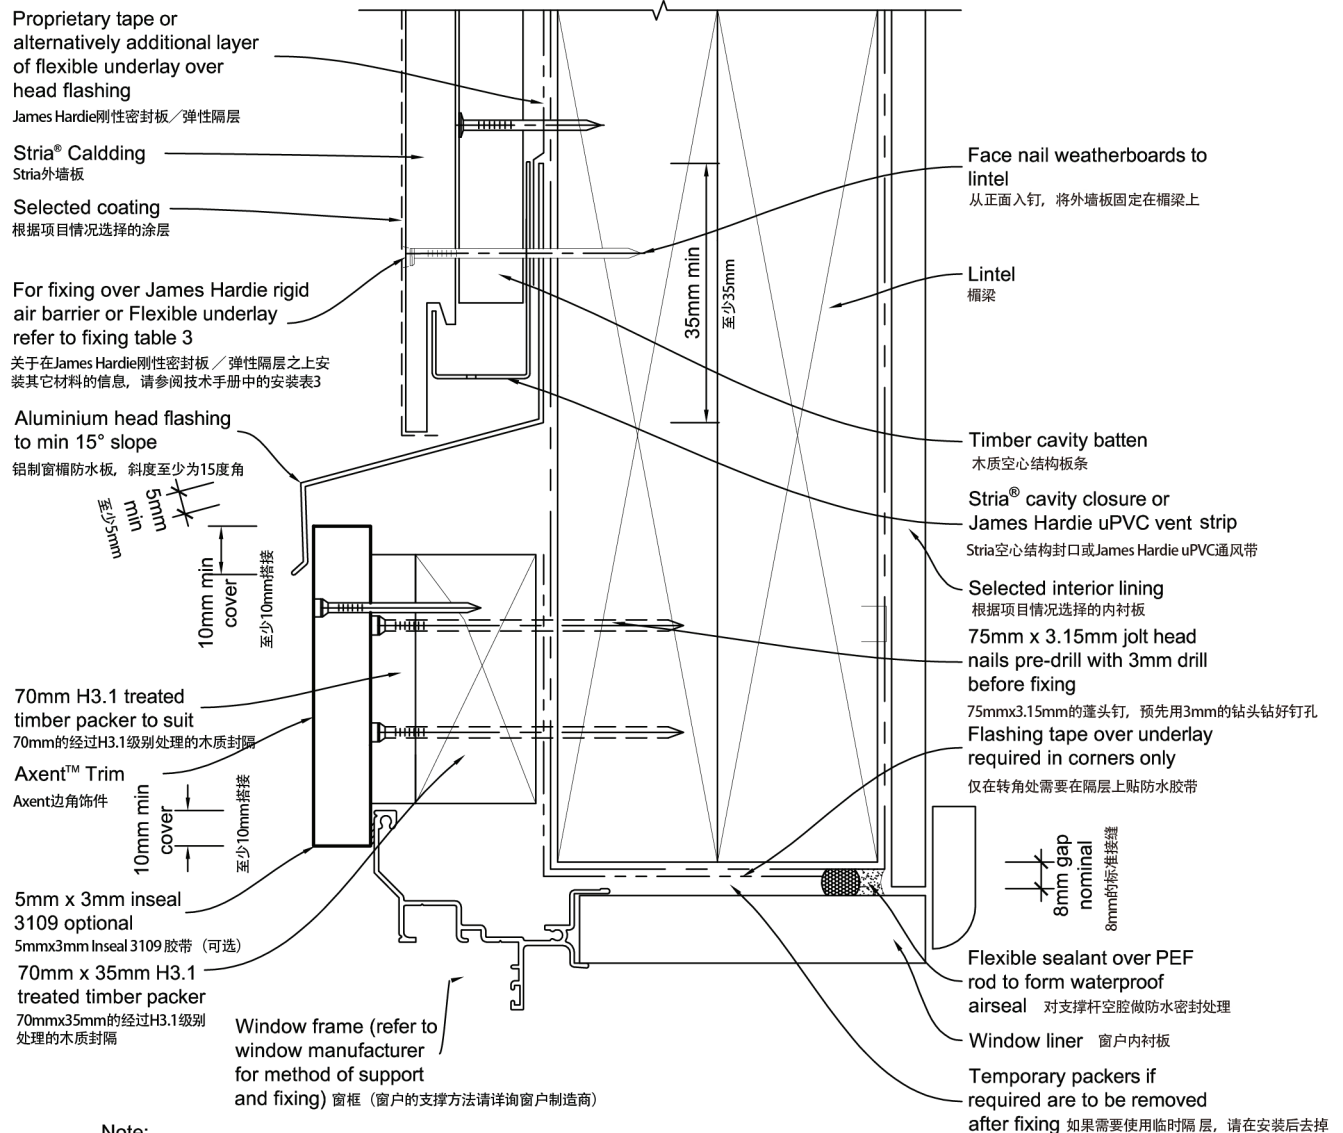 Proprietary tape or
alternatively additional layer
of flexible underlay over
head flashing
James Hardie刚性密封板／弹性隔层
Stria® Caldding
Stria外墙板
Selected coating
根据项目情况选择的涂层
For fixing over James Hardie rigid
air barrier or Flexible underlay
refer to fixing table 3
关于在James Hardie刚性密封板 ／弹性隔层之上安
装其它材料的信息，请参阅技术手册中的安装表3
Aluminium head flashing
to min 15° slope
铝制窗楣防水板，斜度至少为15度角
5mm
min
至少5mm
10mm min
cover
至少10mm搭接
70mm H3.1 treated
timber packer to suit
70mm的经过H3.1级别处理的木质封隔
Axent™ Trim
Axent边角饰件
10mm min
cover
至少10mm搭接
5mm x 3mm inseal
3109 optional
5mmx3mm Inseal 3109 胶带（可选）
70mm x 35mm H3.1
treated timber packer
70mmx35mm的经过H3.1级别
处理的木质封隔
Window frame (refer to
window manufacturer
for method of support
and fixing) 窗框（窗户的支撑方法请详询窗户制造商）
Note:
35mm min
至少35mm
Face nail weatherboards to
lintel
从正面入钉，将外墙板固定在楣梁上
Lintel
楣梁
Timber cavity batten
木质空心结构板条
Stria® cavity closure or
James Hardie uPVC vent strip
Stria空心结构封口或James Hardie uPVC通风带
Selected interior lining
根据项目情况选择的内衬板
75mm x 3.15mm jolt head
nails pre-drill with 3mm drill
before fixing
75mmx3.15mm的蓬头钉，预先用3mm的钻头钻好钉孔
Flashing tape over underlay
required in corners only
仅在转角处需要在隔层上贴防水胶带
8mm gap
nominal
8mm的标准接缝
Flexible sealant over PEF
rod to form waterproof
airseal 对支撑杆空腔做防水密封处理
Window liner 窗户内衬板
Temporary packers if
required are to be removed
after fixing 如果需要使用临时隔 层，请在安装后去掉